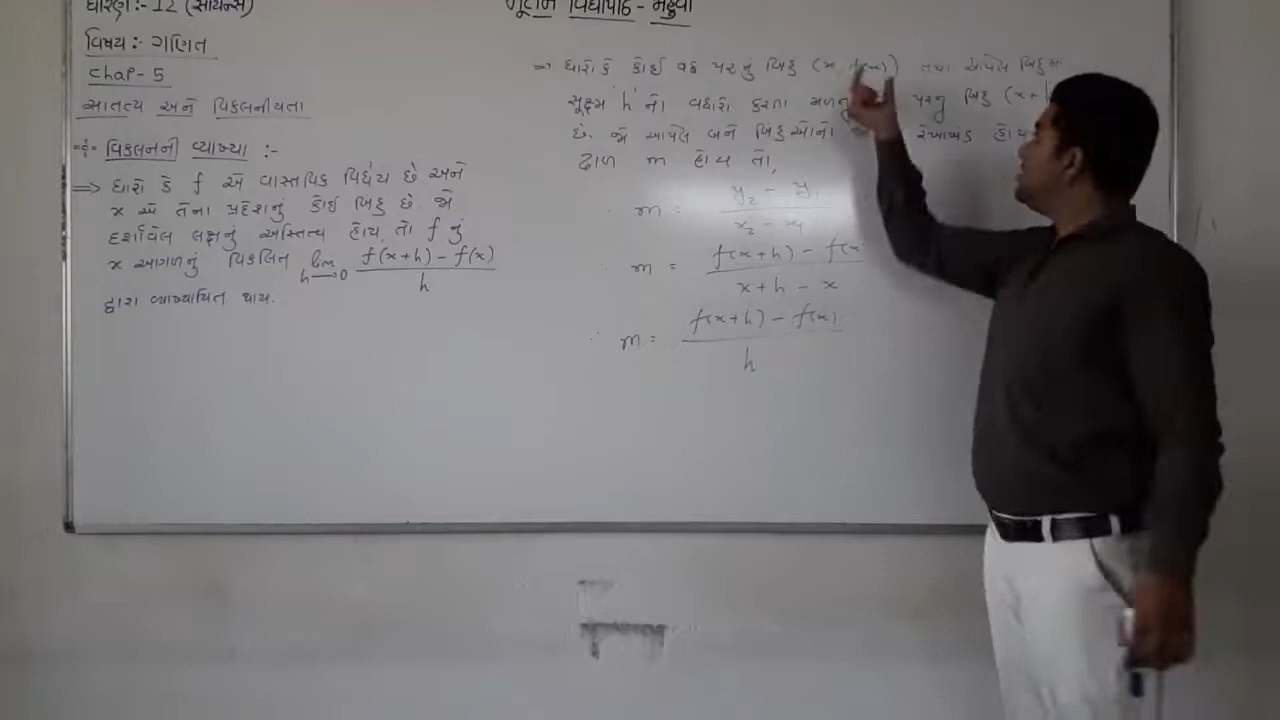 ધોરણ :- 12 (સાયન્સ)
વિષય :- ગણિત
Chap - 5
સાતત્ય અને વિકલનીયતા
વિકલનની વ્યાખ્યા :-
⇒ ધારો કે f એ વાસ્તવિક વિધેય છે અને
x એ તેના પ્રદેશનું કોઈ બિંદુ છે. જો
દર્શાવેલ લક્ષનું અસ્તિત્વ હોય, તો f નું
x આગળનું વિકલિત lim h→0 f(x+h) - f(x) / h
દ્વારા વ્યાખ્યાયિત થાય.
વિદ્યાપીઠ - મહુવા
⇒ ધારો કે કોઈ વક્ર પરનું બિંદુ (x f(x)) તથા આપેલ બિંદુમાં
સૂક્ષ્મ 'h' નો વધારો કરતા મળતું પરનું બિંદુ (x+h
છે. જો આપેલ બંને બિંદુઓનો રેખાખંડ હોય
ઢાળ m હોય તો,
m = y₂ - y₁ / x₂ - x₁
∴ m = f(x+h) - f(x / x+h - x
∴ m = f(x+h) - f(x) / h